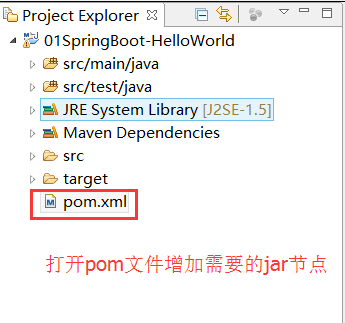 Project Explorer
01SpringBoot-HelloWorld
src/main/java
src/test/java
JRE System Library [J2SE-1.5]
Maven Dependencies
src
target
pom.xml
打开pom文件增加需要的jar节点